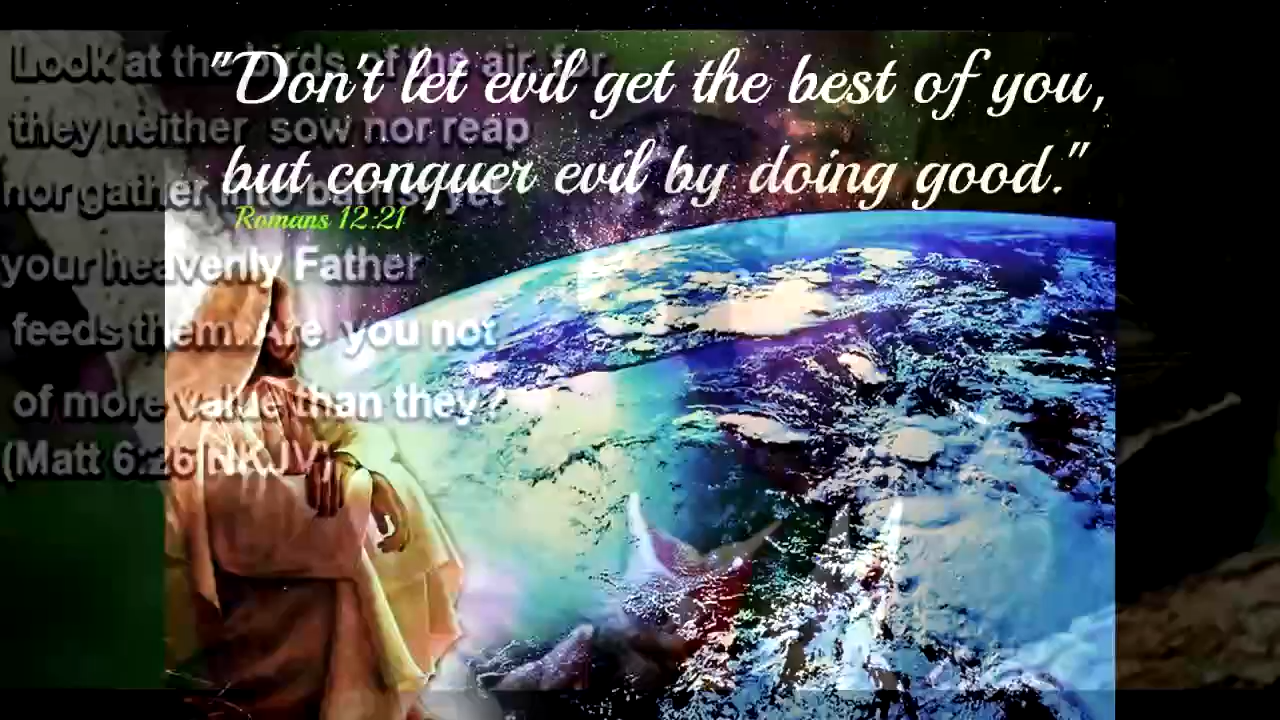 "Don't let evil get the best of you,
but conquer evil by doing good."
Romans 12:21
Look at the birds of the air, for
they neither sow nor reap
nor gather into barns; yet
your heavenly Father
feeds them. Are you not
of more value than they?
(Matt 6:26 NKJV)